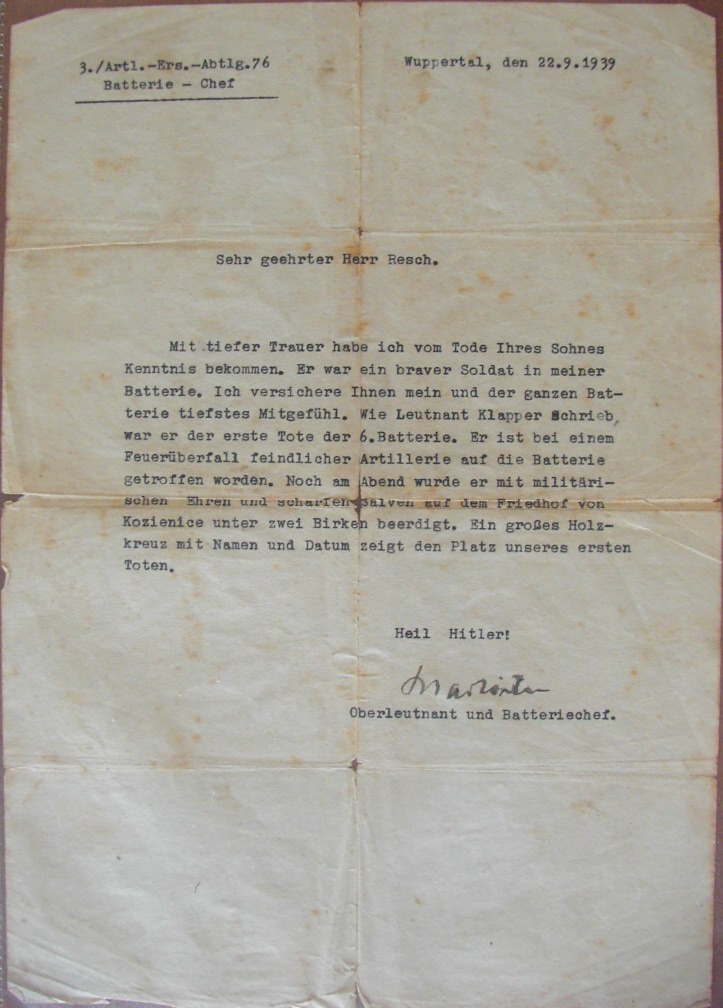 3./Artl.-Ers.-Abtlg.76
Batterie - Chef
Wuppertal, den 22.9.1939
Sehr geehrter Herr Resch.
Mit tiefer Trauer habe ich vom Tode Ihres Sohnes
Kenntnis bekommen. Er war ein braver Soldat in meiner
Batterie. Ich versichere Ihnen mein und der ganzen Bat-
terie tiefstes Mitgefühl. Wie Leutnant Klapper Schrieb,
war er der erste Tote der 6.Batterie. Er ist bei einem
Feuerüberfall feindlicher Artillerie auf die Batterie
getroffen worden. Noch am Abend wurde er mit militäri-
schen Ehren und scharfen Salven auf dem Friedhof von
Kozienice unter zwei Birken beerdigt. Ein großes Holz-
kreuz mit Namen und Datum zeigt den Platz unseres ersten
Toten.
Heil Hitler!
Oberleutnant und Batteriechef.